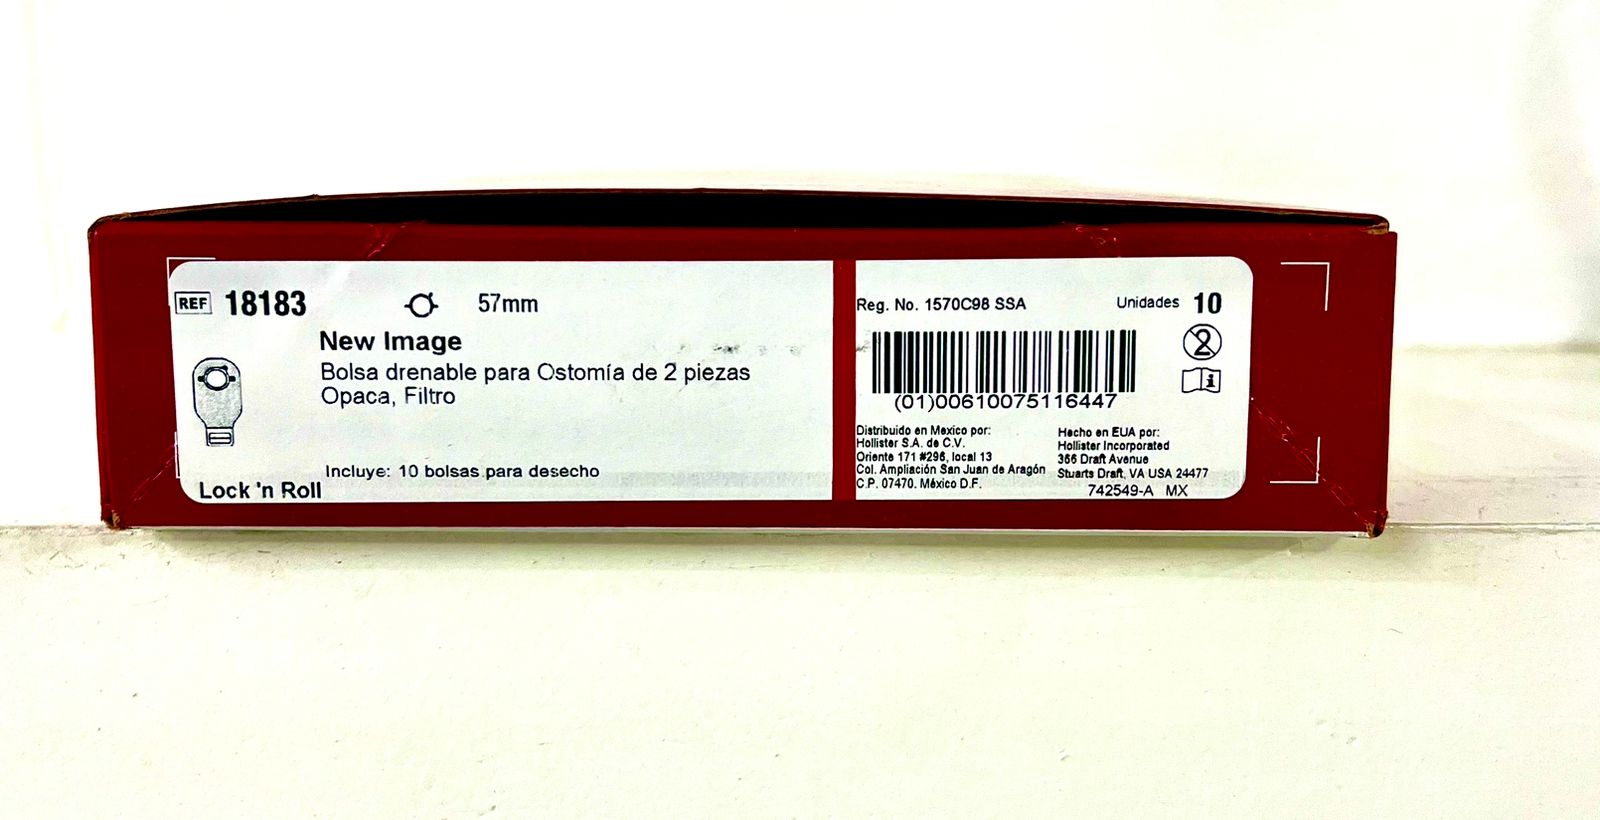 REF 18183 57mm
New Image
Bolsa drenable para Ostomía de 2 piezas
Opaca, Filtro
Incluye: 10 bolsas para desecho
Lock 'n Roll
Reg. No. 1570C98 SSA Unidades 10
2
i
(01)00610075116447
Distribuido en Mexico por:
Hollister S.A. de C.V.
Oriente 171 #296, local 13
Col. Ampliación San Juan de Aragón
C.P. 07470. México D.F.
Hecho en EUA por:
Hollister Incorporated
366 Draft Avenue
Stuarts Draft, VA USA 24477
742549-A MX